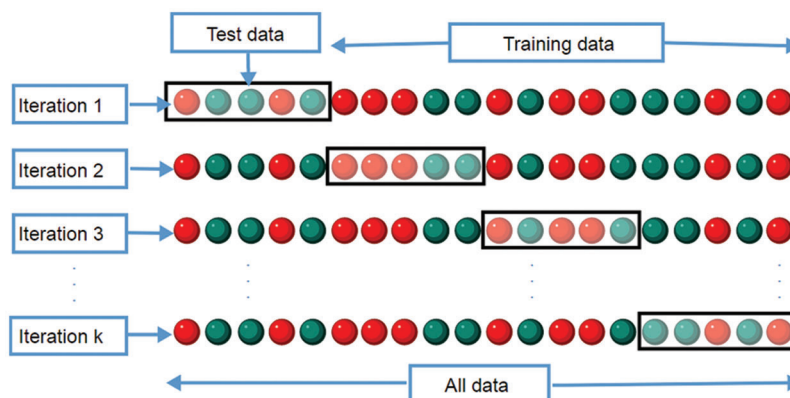 Test data
Training data
Iteration 1
Iteration 2
Iteration 3
Iteration k
All data